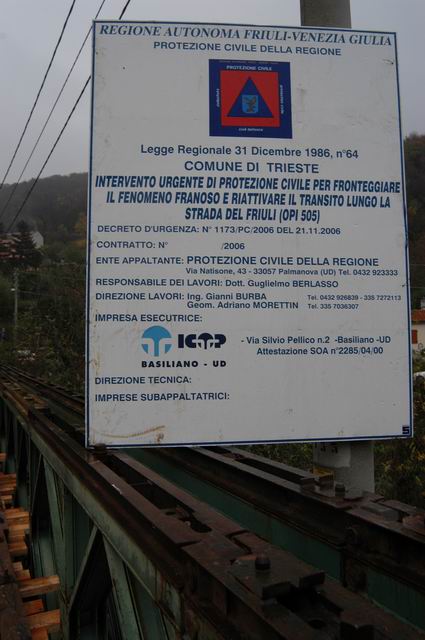 REGIONE AUTONOMA FRIULI-VENEZIA GIULIA
PROTEZIONE CIVILE DELLA REGIONE
PROTEZIONE CIVILE
Legge Regionale 31 Dicembre 1986, n°64
COMUNE DI TRIESTE
INTERVENTO URGENTE DI PROTEZIONE CIVILE PER FRONTEGGIARE
IL FENOMENO FRANOSO E RIATTIVARE IL TRANSITO LUNGO LA
STRADA DEL FRIULI (OPI 505)
DECRETO D'URGENZA: N° 1173/PC/2006 DEL 21.11.2006
CONTRATTO: N° /2006
ENTE APPALTANTE: PROTEZIONE CIVILE DELLA REGIONE
Via Natisone, 43 - 33057 Palmanova (UD) Tel. 0432 923333
RESPONSABILE DEI LAVORI: Dott. Guglielmo BERLASSO
DIREZIONE LAVORI: Ing. Gianni BURBA Tel. 0432 926839 - 335 7272113
Geom. Adriano MORETTIN Tel. 335 7036307
IMPRESA ESECUTRICE:
ICOP - Via Silvio Pellico n.2 -Basiliano -UD
BASILIANO - UD Attestazione SOA n°2285/04/00
DIREZIONE TECNICA:
IMPRESE SUBAPPALTATRICI: